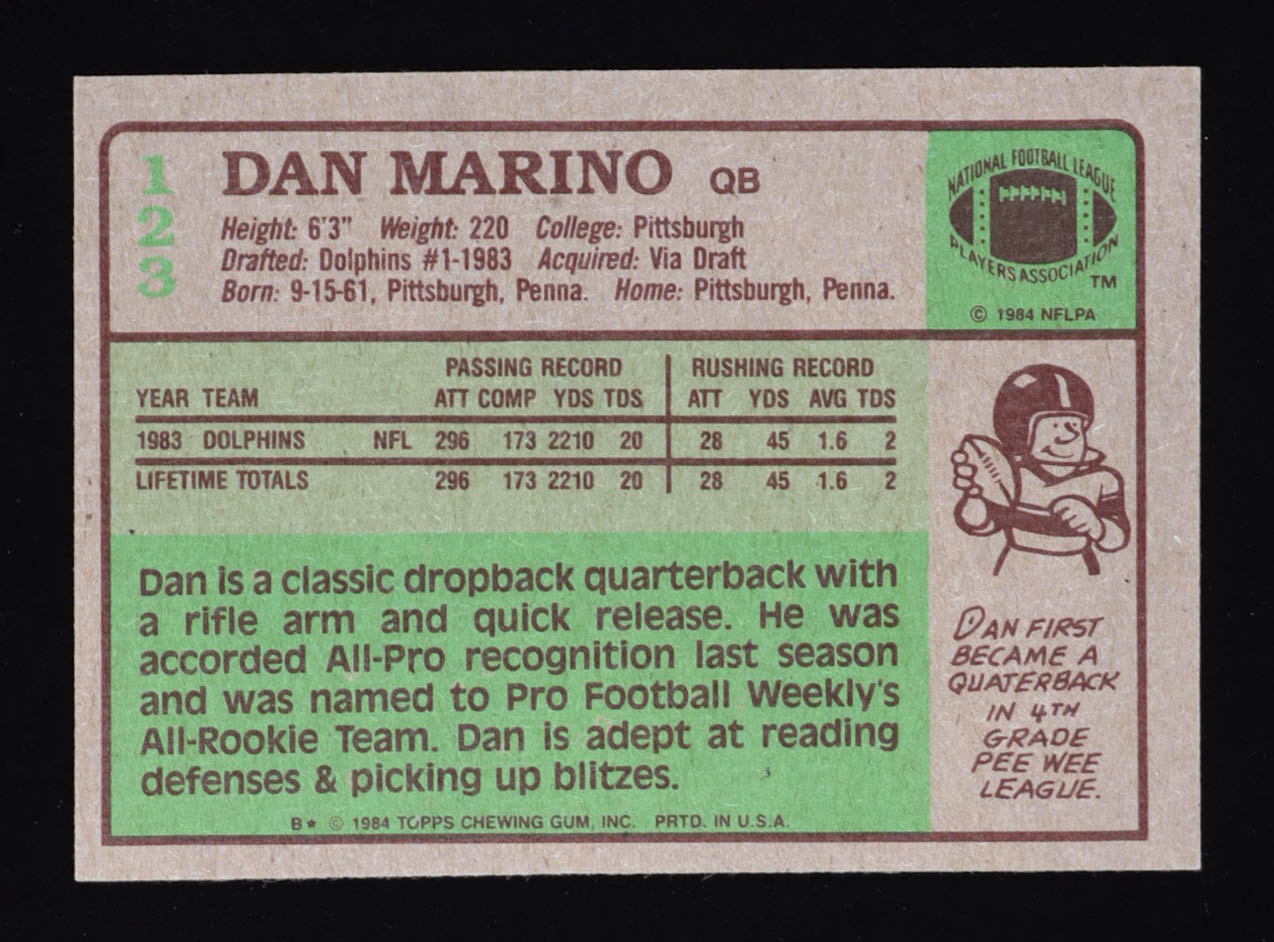 1
2
3
DAN MARINO QB
Height: 6'3" Weight: 220 College: Pittsburgh
Drafted: Dolphins #1-1983 Acquired: Via Draft
Born: 9-15-61, Pittsburgh, Penna. Home: Pittsburgh, Penna.
NATIONAL FOOTBALL LEAGUE
PLAYERS ASSOCIATION
TM
© 1984 NFLPA
PASSING RECORD RUSHING RECORD
YEAR TEAM ATT COMP YDS TDS ATT YDS AVG TDS
1983 DOLPHINS NFL 296 173 2210 20 28 45 1.6 2
LIFETIME TOTALS 296 173 2210 20 28 45 1.6 2
Dan is a classic dropback quarterback with
a rifle arm and quick release. He was
accorded All-Pro recognition last season
and was named to Pro Football Weekly's
All-Rookie Team. Dan is adept at reading
defenses & picking up blitzes.
DAN FIRST
BECAME A
QUATERBACK
IN 4TH
GRADE
PEE WEE
LEAGUE.
B* © 1984 TOPPS CHEWING GUM, INC. PRTD. IN U.S.A.